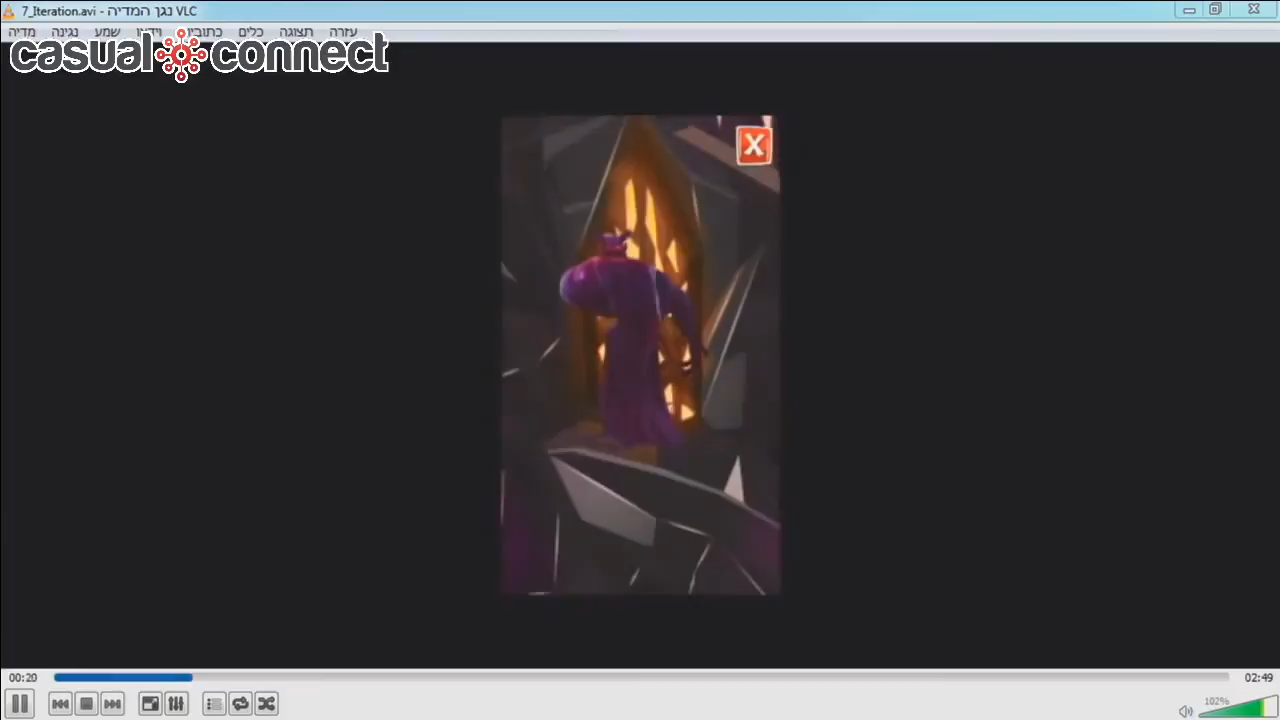 7_Iteration.avi - נגן המדיה VLC
מדיה נגינה שמע וידאו כתוביות כלים תצוגה עזרה
casual connect
X
00:20
02:49
102%